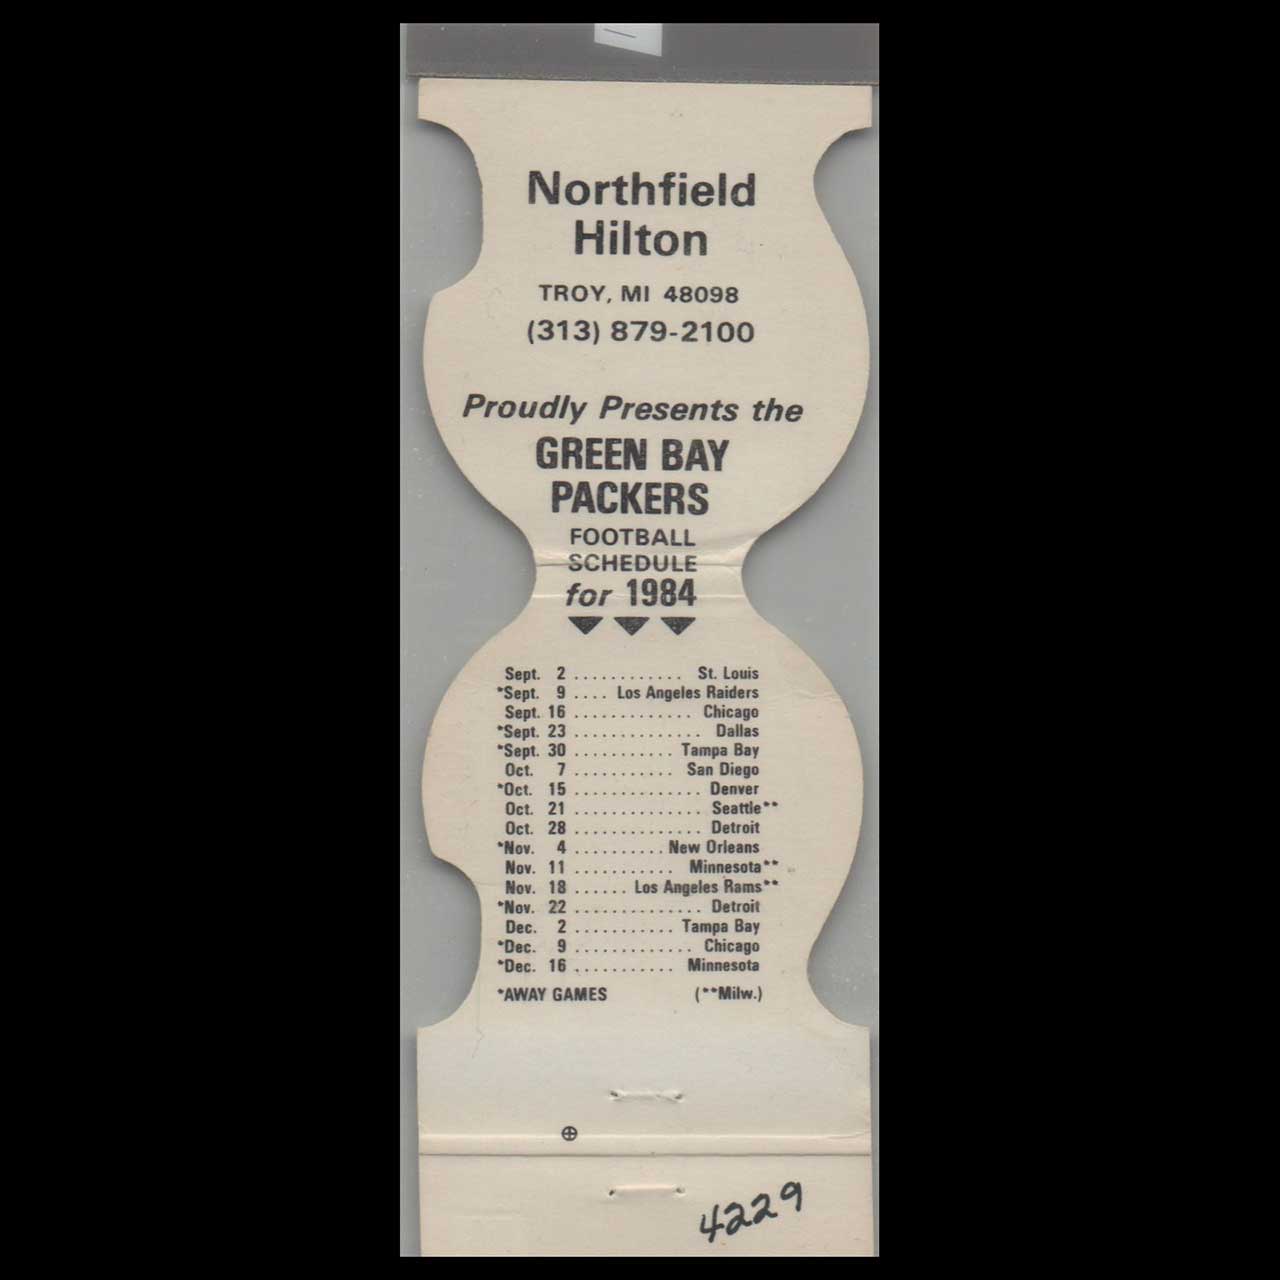 Northfield
Hilton
TROY, MI 48098
(313) 879-2100
Proudly Presents the
GREEN BAY
PACKERS
FOOTBALL
SCHEDULE
for 1984
Sept. 2 ............ St. Louis
*Sept. 9 .... Los Angeles Raiders
Sept. 16 ............. Chicago
*Sept. 23 .............. Dallas
*Sept. 30 ........... Tampa Bay
Oct. 7 ........... San Diego
*Oct. 15 .............. Denver
Oct. 21 .............. Seattle**
Oct. 28 .............. Detroit
*Nov. 4 .......... New Orleans
Nov. 11 ........... Minnesota**
Nov. 18 ...... Los Angeles Rams**
*Nov. 22 .............. Detroit
Dec. 2 ........... Tampa Bay
*Dec. 9 ............. Chicago
*Dec. 16 ........... Minnesota
*AWAY GAMES (**Milw.)
4229